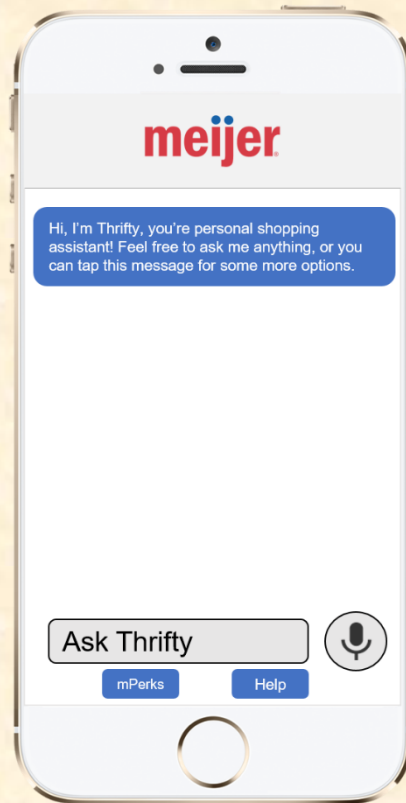 meijer
Hi, I'm Thrifty, you're personal shopping
assistant! Feel free to ask me anything, or you
can tap this message for some more options.
Ask Thrifty
mPerks
Help